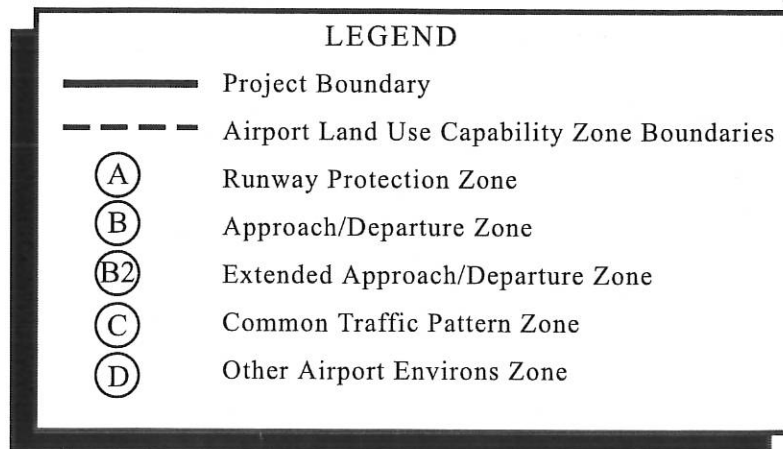 LEGEND
Project Boundary
Airport Land Use Capability Zone Boundaries
A Runway Protection Zone
B Approach/Departure Zone
B2 Extended Approach/Departure Zone
C Common Traffic Pattern Zone
D Other Airport Environs Zone